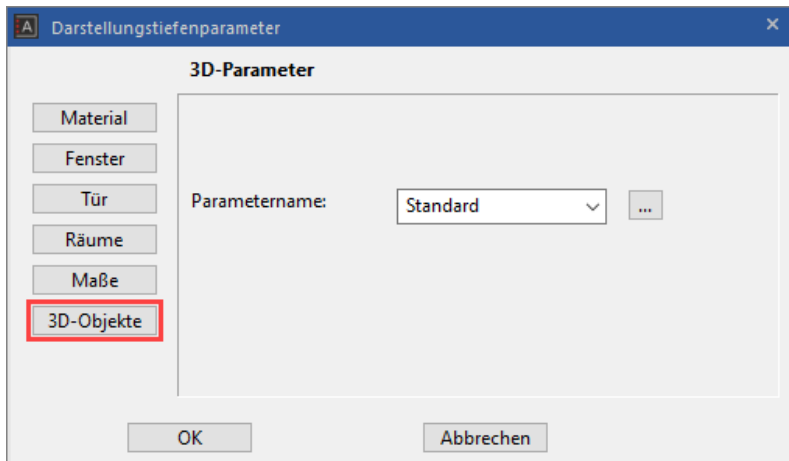 A Darstellungstiefenparameter
3D-Parameter
Material
Fenster
Tür
Parametername: Standard ...
Räume
Maße
3D-Objekte
OK Abbrechen